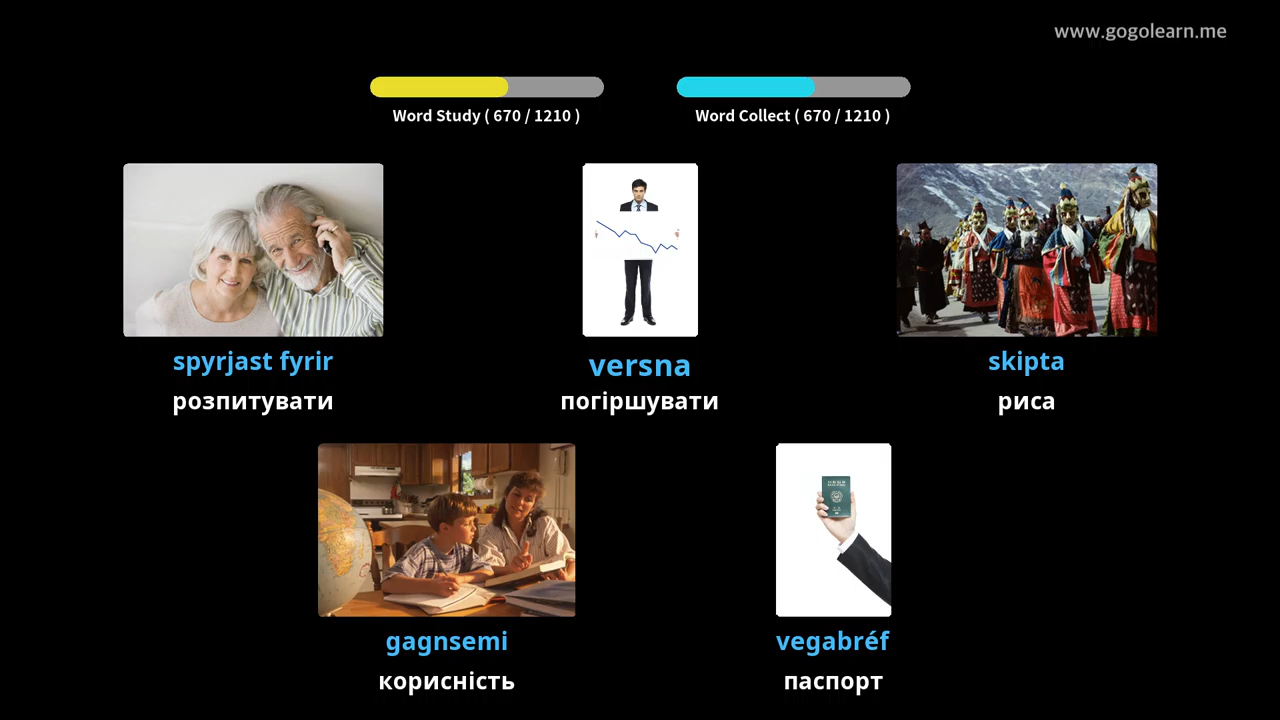 www.gogolearn.me
Word Study ( 670 / 1210 )
Word Collect ( 670 / 1210 )
spyrjast fyrir
розпитувати
versna
погіршувати
skipta
риса
gagnsemi
корисність
vegabréf
паспорт